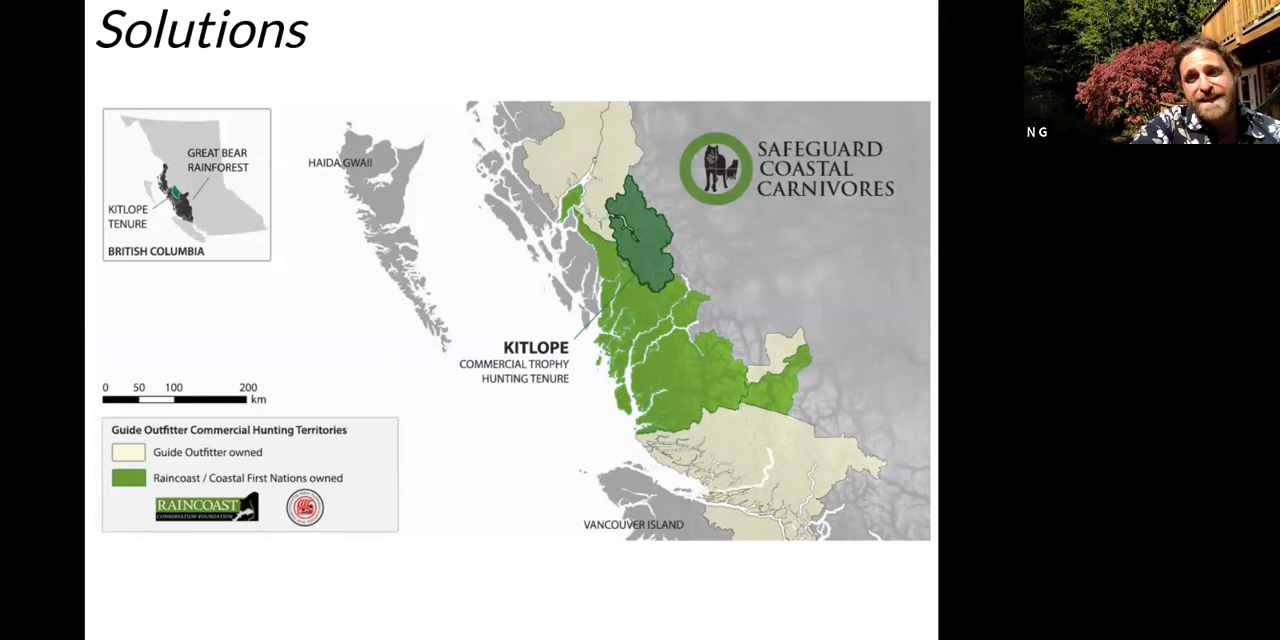 Solutions
GREAT BEAR
RAINFOREST
KITLOPE
TENURE
BRITISH COLUMBIA
HAIDA GWAII
SAFEGUARD
COASTAL
CARNIVORES
N G
KITLOPE
COMMERCIAL TROPHY
HUNTING TENURE
0 50 100 200
km
Guide Outfitter Commercial Hunting Territories
Guide Outfitter owned
Raincoast / Coastal First Nations owned
RAINCOAST
CONSERVATION FOUNDATION
VANCOUVER ISLAND